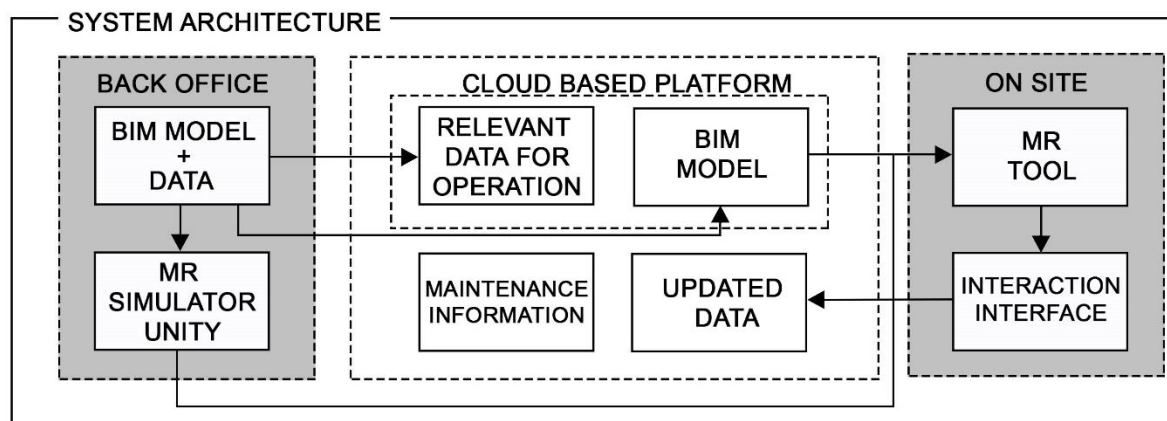 SYSTEM ARCHITECTURE
BACK OFFICE
BIM MODEL
+
DATA
MR
SIMULATOR
UNITY
CLOUD BASED PLATFORM
RELEVANT
DATA FOR
OPERATION
BIM
MODEL
MAINTENANCE
INFORMATION
UPDATED
DATA
ON SITE
MR
TOOL
INTERACTION
INTERFACE